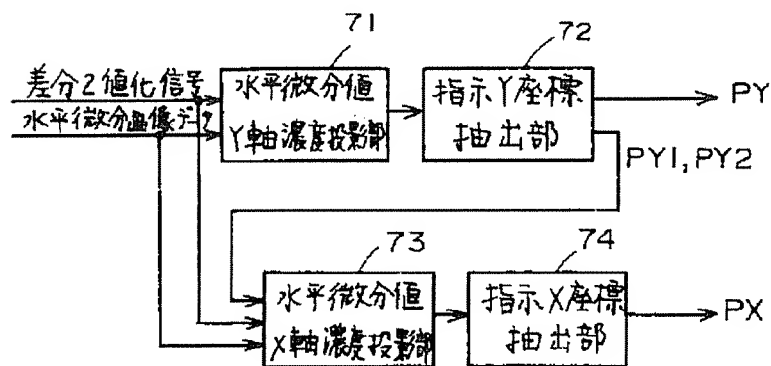 71
72
差分2値化信号
水平微分画像データ
水平微分値
Y軸濃度投影部
指示Y座標
抽出部
PY
PY1, PY2
73
74
水平微分値
X軸濃度投影部
指示X座標
抽出部
PX